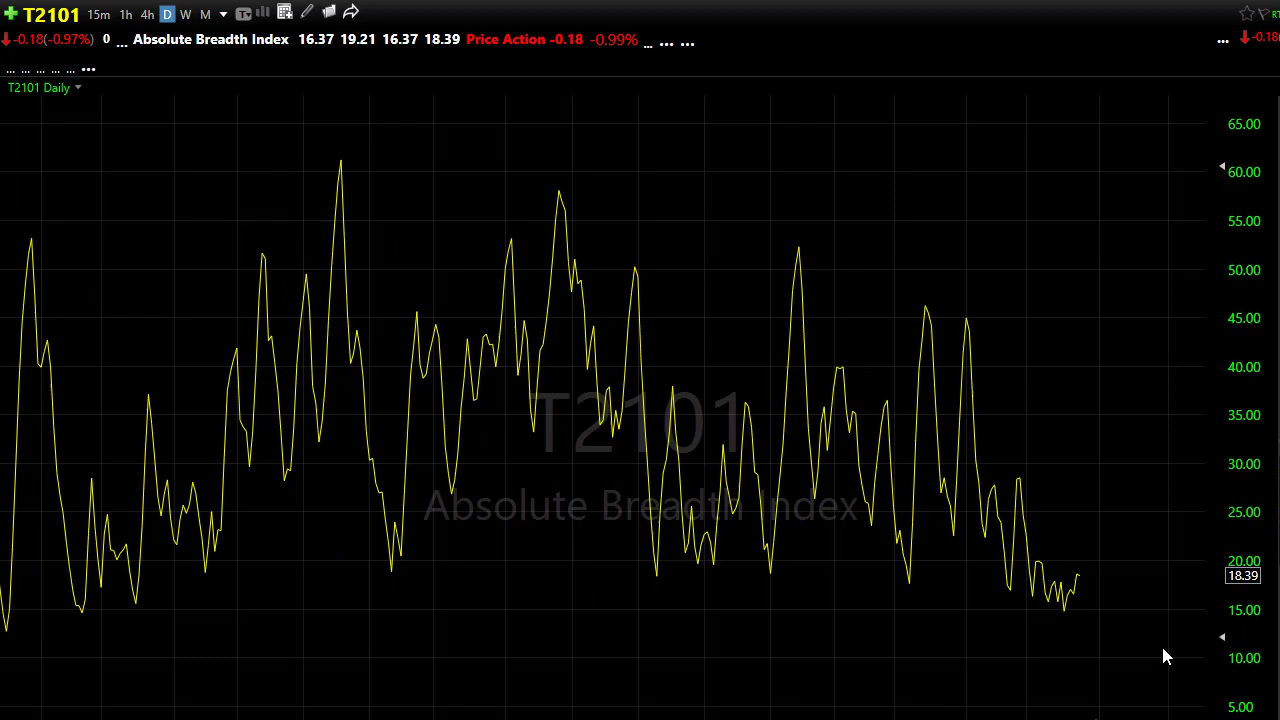 T2101 15m 1h 4h D W M T RT
-0.18(-0.97%) 0 ... Absolute Breadth Index 16.37 19.21 16.37 18.39 Price Action -0.18 -0.99% ... ... ... ... -0.18(
... ... ... ... ... ...
T2101 Daily
65.00
60.00
55.00
50.00
45.00
40.00
35.00
30.00
25.00
20.00
18.39
15.00
10.00
5.00
T2101
Absolute Breadth Index